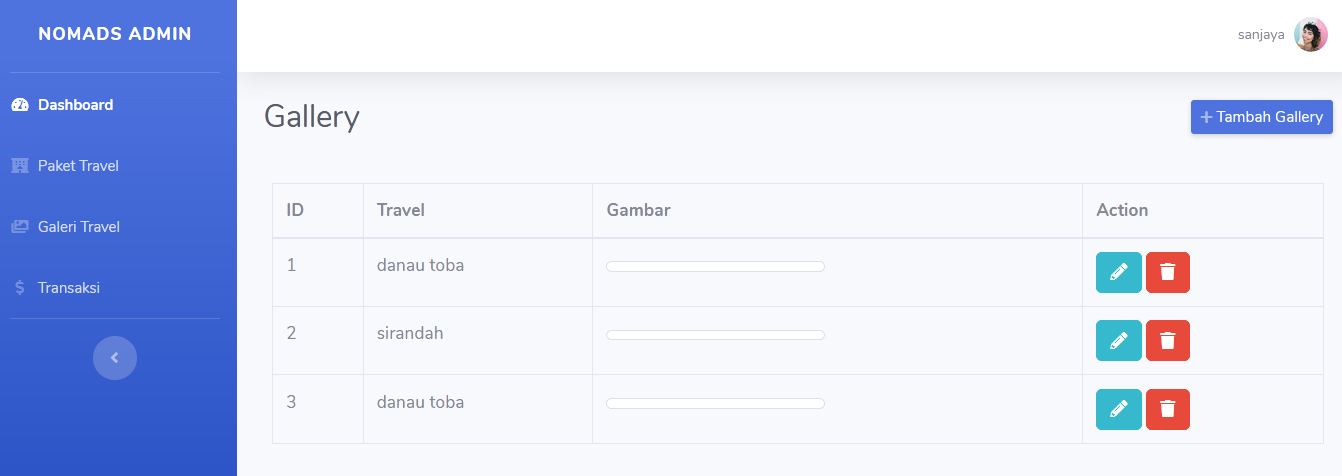 NOMADS ADMIN
sanjaya
Dashboard
Paket Travel
Galeri Travel
Transaksi
Gallery
+ Tambah Gallery
ID Travel Gambar Action
1 danau toba
2 sirandah
3 danau toba